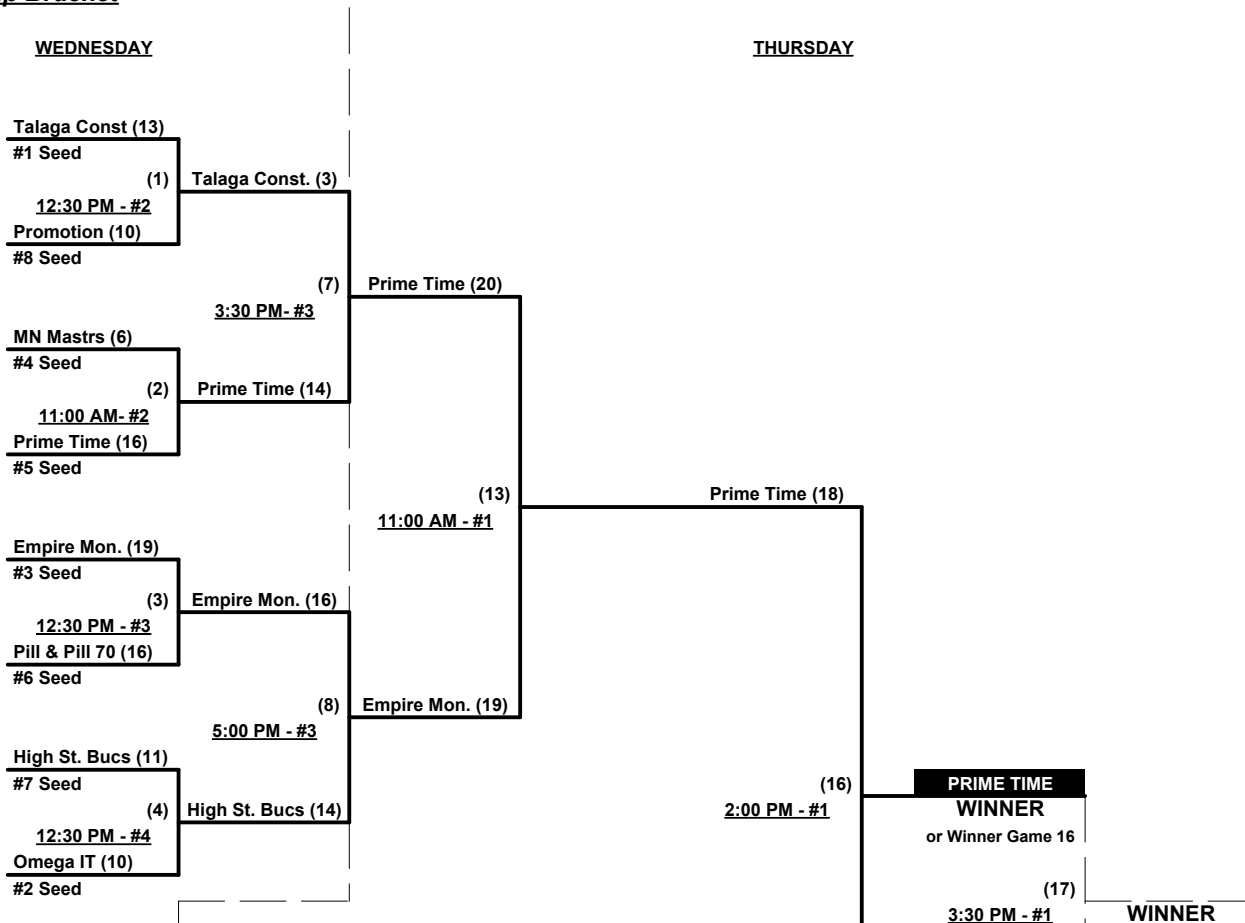 WEDNESDAY
THURSDAY
Talaga Const (13)
#1 Seed
(1)
Talaga Const. (3)
12:30 PM - #2
Promotion (10)
#8 Seed
(7)
Prime Time (20)
3:30 PM- #3
MN Mastrs (6)
#4 Seed
(2)
Prime Time (14)
11:00 AM- #2
Prime Time (16)
#5 Seed
(13)
Prime Time (18)
11:00 AM - #1
Empire Mon. (19)
#3 Seed
(3)
Empire Mon. (16)
12:30 PM - #3
Pill & Pill 70 (16)
#6 Seed
(8)
Empire Mon. (19)
5:00 PM - #3
High St. Bucs (11)
#7 Seed
(4)
High St. Bucs (14)
12:30 PM - #4
Omega IT (10)
#2 Seed
(16)
PRIME TIME
2:00 PM - #1
WINNER
or Winner Game 16
(17)
3:30 PM - #1
WINNER